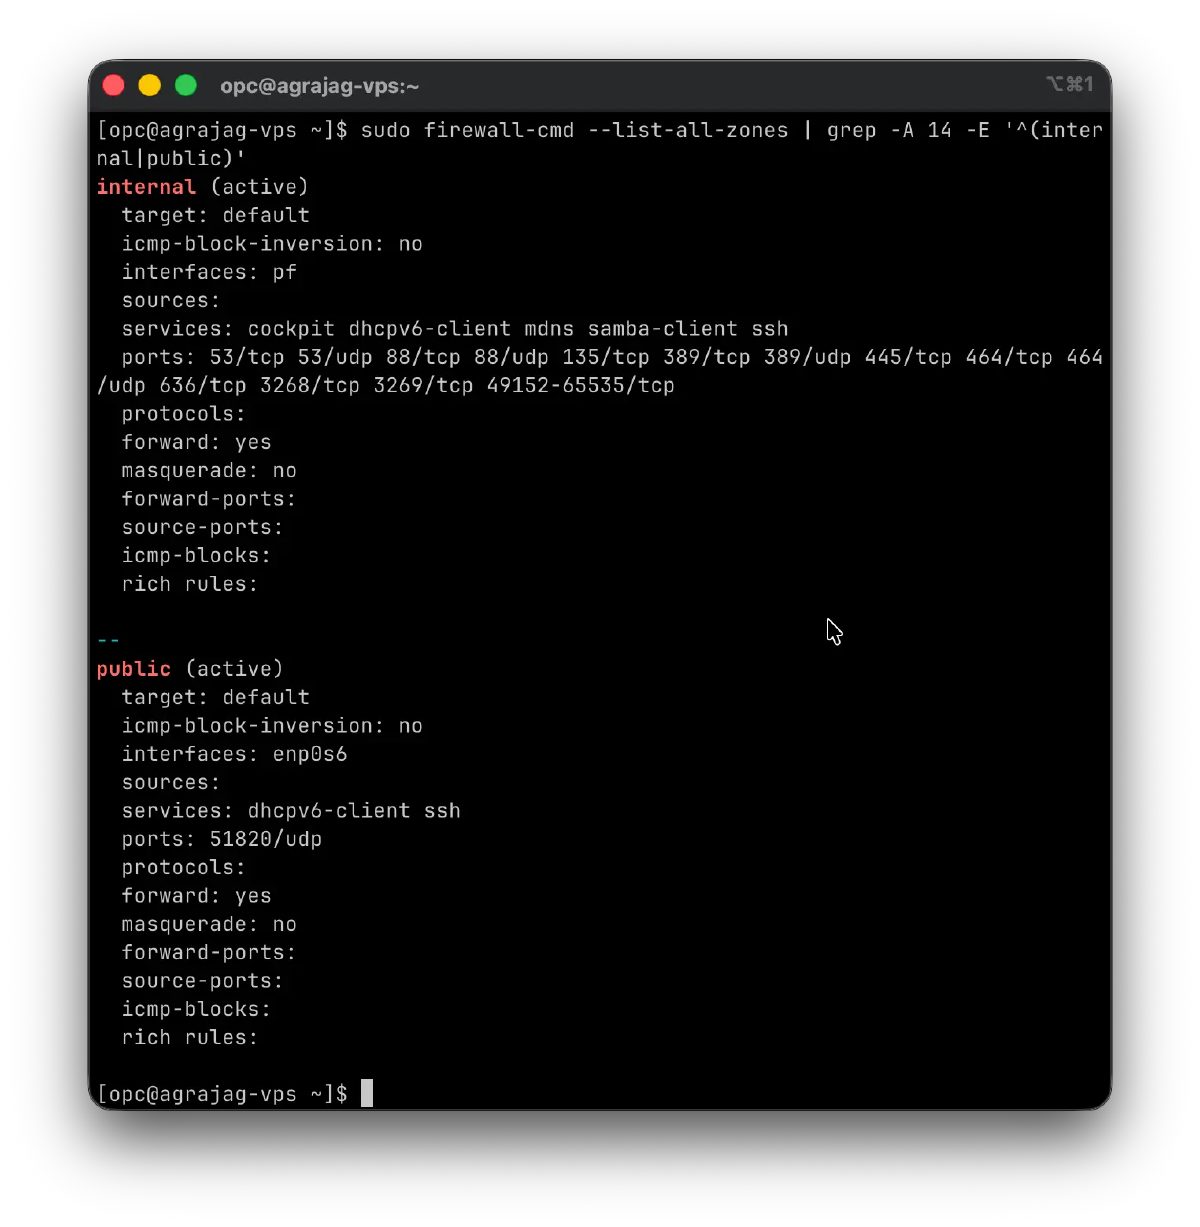 opc@agrajag-vps:~
⌥⌘1
[opc@agrajag-vps ~]$ sudo firewall-cmd --list-all-zones | grep -A 14 -E '^(inter
nal|public)'
internal (active)
  target: default
  icmp-block-inversion: no
  interfaces: pf
  sources:
  services: cockpit dhcpv6-client mdns samba-client ssh
  ports: 53/tcp 53/udp 88/tcp 88/udp 135/tcp 389/tcp 389/udp 445/tcp 464/tcp 464
/udp 636/tcp 3268/tcp 3269/tcp 49152-65535/tcp
  protocols:
  forward: yes
  masquerade: no
  forward-ports:
  source-ports:
  icmp-blocks:
  rich rules:
--
public (active)
  target: default
  icmp-block-inversion: no
  interfaces: enp0s6
  sources:
  services: dhcpv6-client ssh
  ports: 51820/udp
  protocols:
  forward: yes
  masquerade: no
  forward-ports:
  source-ports:
  icmp-blocks:
  rich rules:
[opc@agrajag-vps ~]$